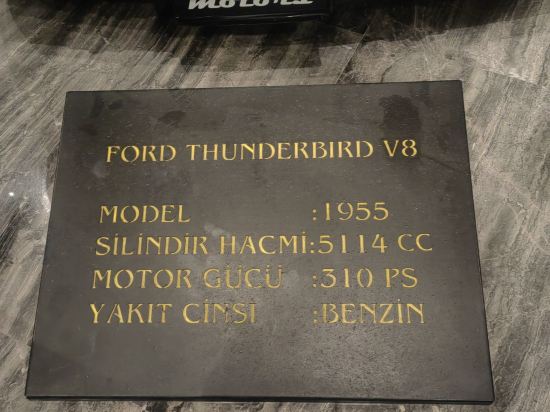 motorl
FORD THUNDERBIRD V8
MODEL :1955
SİLİNDİR HACMİ:5114 CC
MOTOR GÜCÜ :310 PS
YAKIT CİNSİ :BENZİN